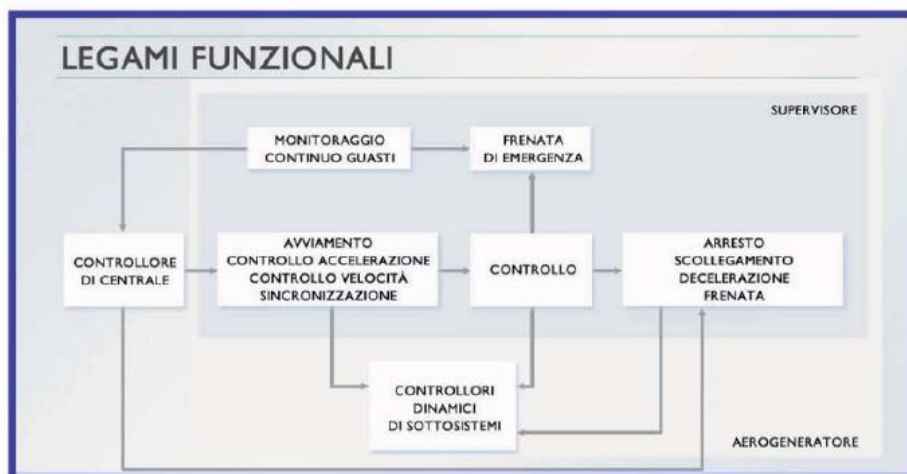 LEGAMI FUNZIONALI
SUPERVISORE
MONITORAGGIO
CONTINUO GUASTI
FRENATA
DI EMERGENZA
CONTROLLORE
DI CENTRALE
AVVIAMENTO
CONTROLLO ACCELERAZIONE
CONTROLLO VELOCITÀ
SINCRONIZZAZIONE
CONTROLLO
ARRESTO
SCOLLEGAMENTO
DECELERAZIONE
FRENATA
CONTROLLORI
DINAMICI
DI SOTTOSISTEMI
AEROGENERATORE